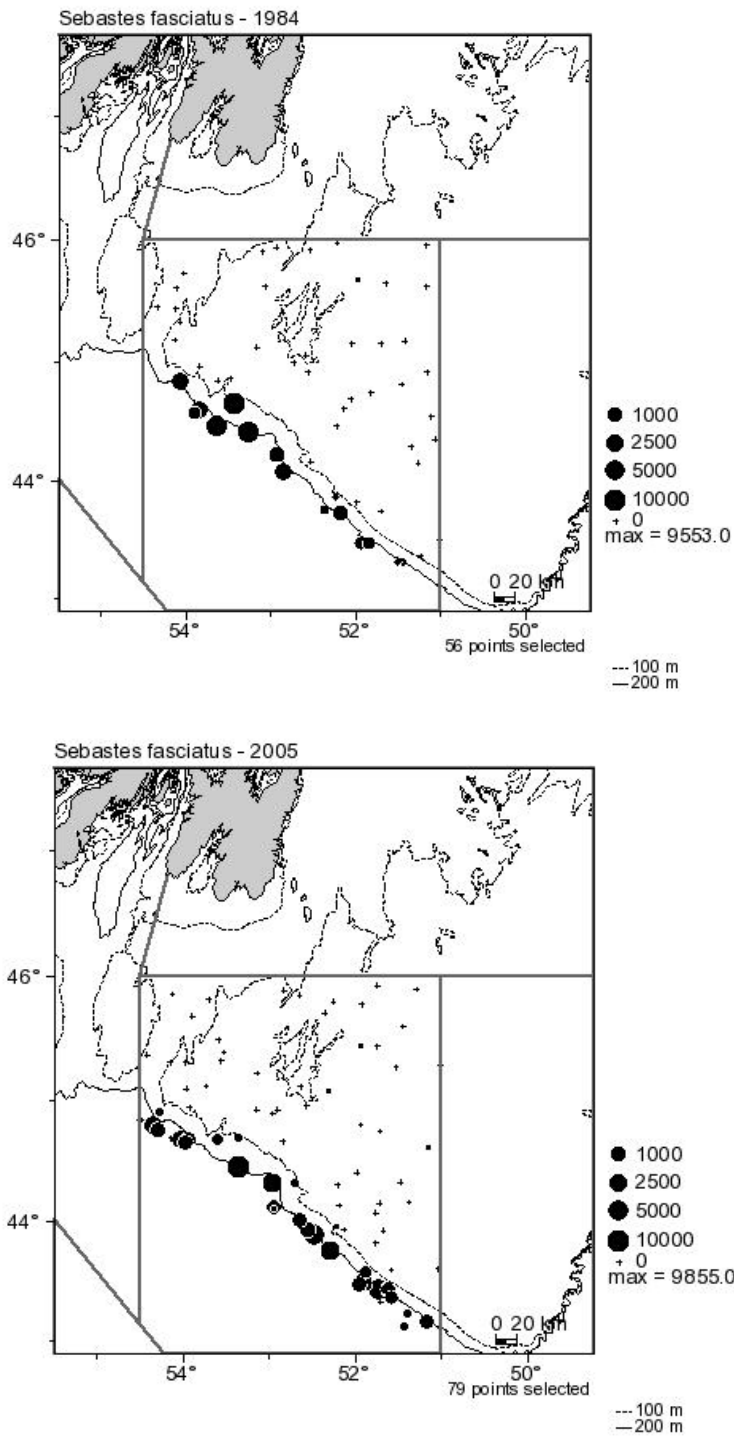 Sebastes fasciatus - 1984
46°
44°
54°
52°
50°
0 20 km
1000
2500
5000
10000
+ 0
max = 9553.0
56 points selected
--- 100 m
— 200 m
Sebastes fasciatus - 2005
46°
44°
54°
52°
50°
0 20 km
1000
2500
5000
10000
+ 0
max = 9855.0
79 points selected
--- 100 m
— 200 m